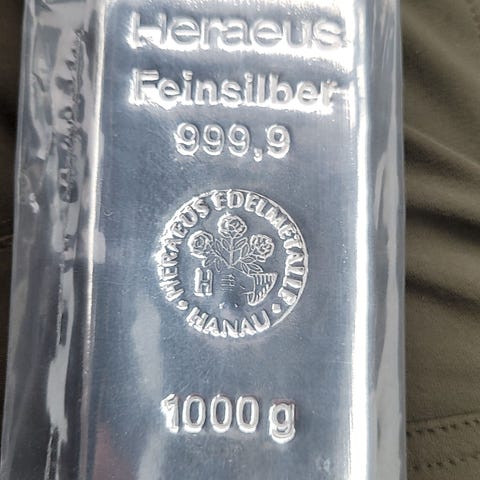 Heraeus
Feinsilber
999,9
HERAEUS EDELMETALLE
H
HANAU
1000 g